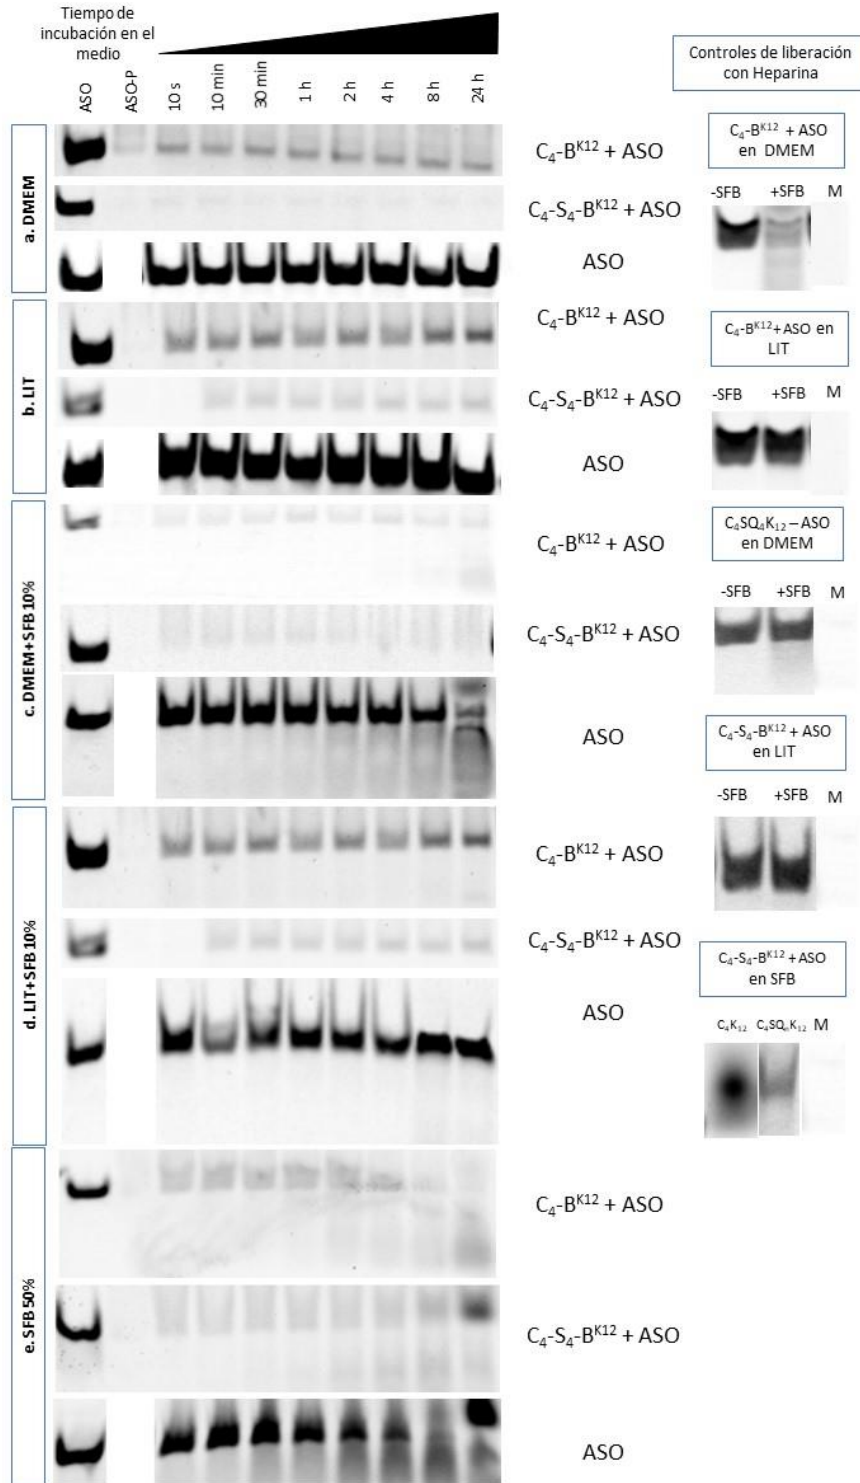 Tiempo de
incubación en el
medio
ASO
ASO-P
10 s
10 min
30 min
1 h
2 h
4 h
8 h
24 h
a. DMEM
C₄-Bᴷ¹² + ASO
C₄-S₄-Bᴷ¹² + ASO
ASO
b. LIT
C₄-Bᴷ¹² + ASO
C₄-S₄-Bᴷ¹² + ASO
ASO
c. DMEM+SFB 10%
C₄-Bᴷ¹² + ASO
C₄-S₄-Bᴷ¹² + ASO
ASO
d. LIT+SFB 10%
C₄-Bᴷ¹² + ASO
C₄-S₄-Bᴷ¹² + ASO
ASO
e. SFB 50%
C₄-Bᴷ¹² + ASO
C₄-S₄-Bᴷ¹² + ASO
ASO
Controles de liberación
con Heparina
C₄-Bᴷ¹² + ASO
en DMEM
-SFB +SFB M
C₄-Bᴷ¹²+ASO en
LIT
-SFB +SFB M
C₄SQ₄K₁₂ – ASO
en DMEM
-SFB +SFB M
C₄-S₄-Bᴷ¹² + ASO
en LIT
-SFB +SFB M
C₄-S₄-Bᴷ¹² + ASO
en SFB
C₄K₁₂ M